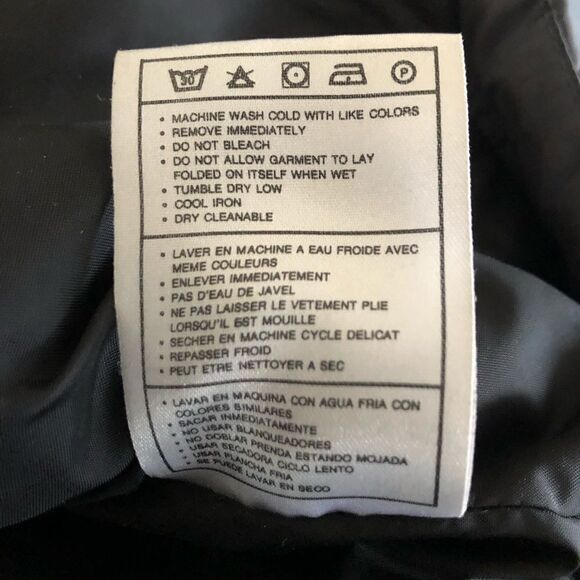 30 P
• MACHINE WASH COLD WITH LIKE COLORS
• REMOVE IMMEDIATELY
• DO NOT BLEACH
• DO NOT ALLOW GARMENT TO LAY
FOLDED ON ITSELF WHEN WET
• TUMBLE DRY LOW
• COOL IRON
• DRY CLEANABLE
• LAVER EN MACHINE A EAU FROIDE AVEC
MEME COULEURS
• ENLEVER IMMEDIATEMENT
• PAS D'EAU DE JAVEL
• NE PAS LAISSER LE VETEMENT PLIE
LORSQU'IL EST MOUILLE
• SECHER EN MACHINE CYCLE DELICAT
• REPASSER FROID
• PEUT ETRE NETTOYER A SEC
• LAVAR EN MAQUINA CON AGUA FRIA CON
COLORES SIMILARES
• SACAR INMEDIATAMENTE
• NO USAR BLANQUEADORES
• NO DOBLAR PRENDA ESTANDO MOJADA
• USAR SECADORA CICLO LENTO
• USAR PLANCHA FRIA
• SE PUEDE LAVAR EN SECO